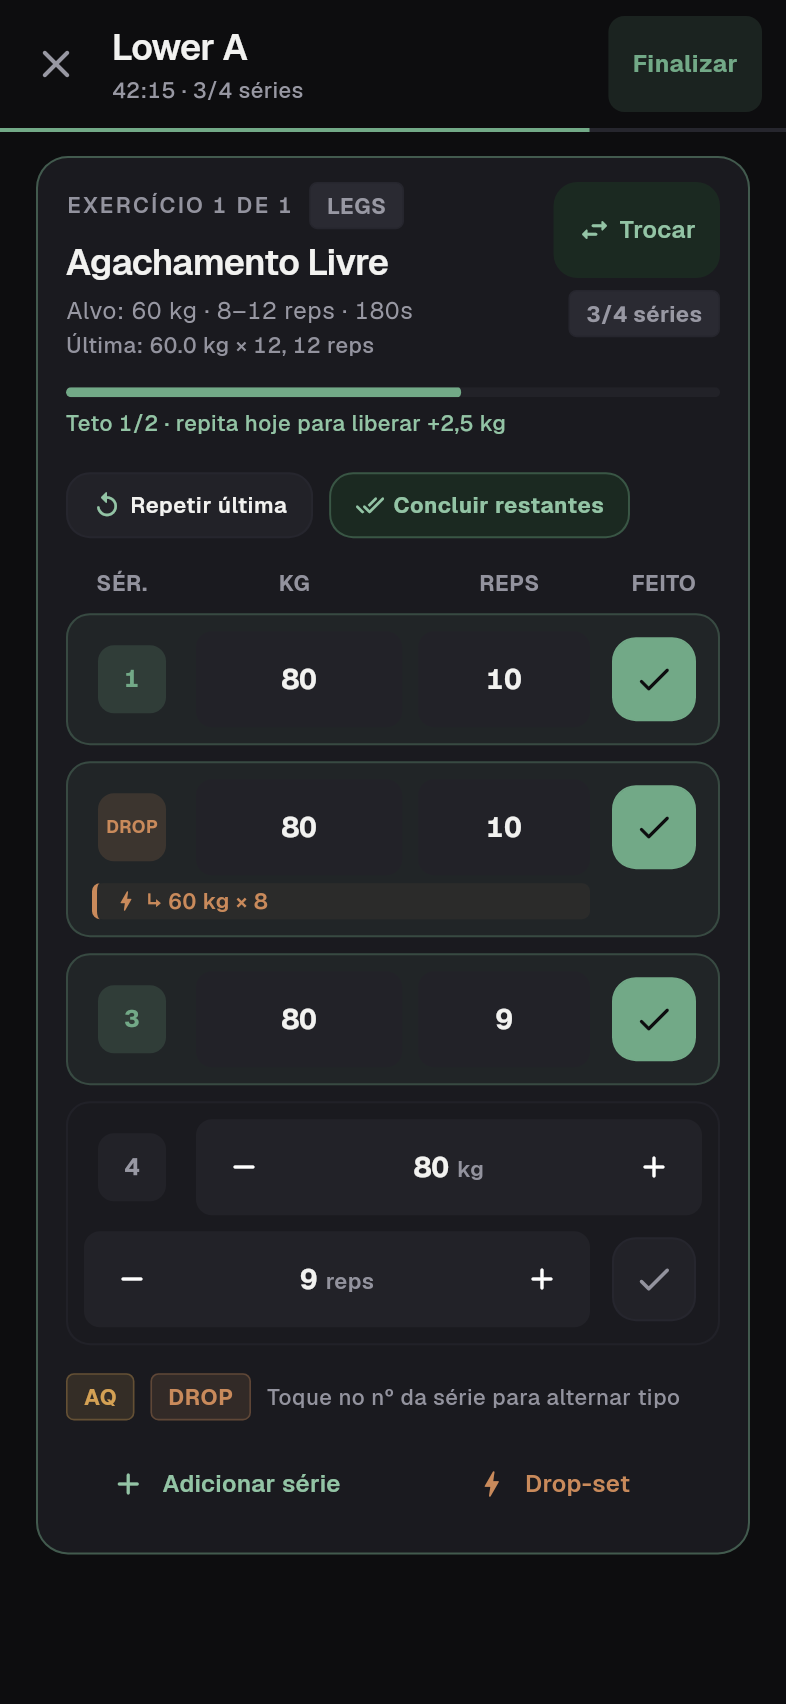 Lower A
42:15 · 3/4 séries
Finalizar
EXERCÍCIO 1 DE 1 LEGS
Trocar
Agachamento Livre
Alvo: 60 kg · 8–12 reps · 180s
3/4 séries
Última: 60.0 kg × 12, 12 reps
Teto 1/2 · repita hoje para liberar +2,5 kg
Repetir última Concluir restantes
SÉR. KG REPS FEITO
1 80 10
DROP 80 10
↳ 60 kg × 8
3 80 9
4 − 80 kg +
− 9 reps +
AQ DROP Toque no nº da série para alternar tipo
+ Adicionar série Drop-set